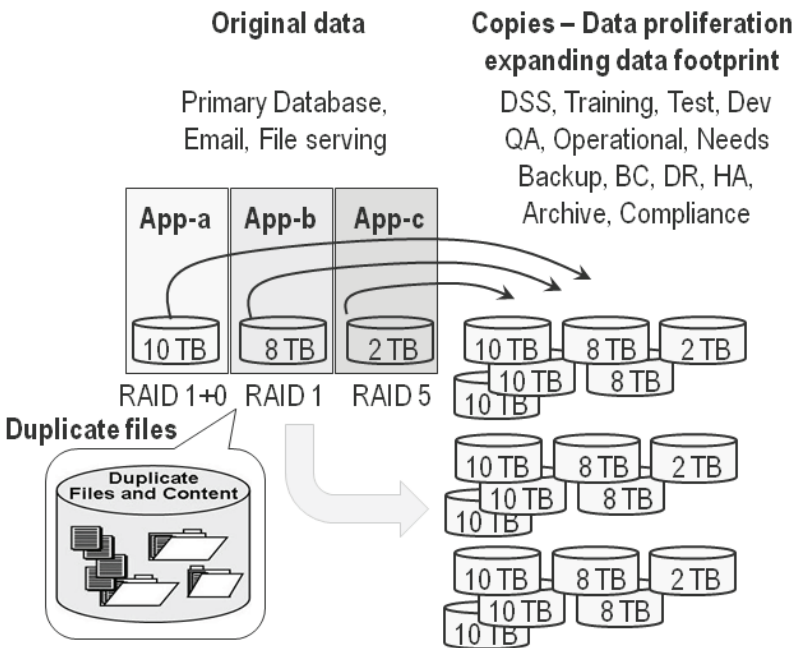 Original data
Copies – Data proliferation
expanding data footprint
Primary Database,
Email, File serving
DSS, Training, Test, Dev
QA, Operational, Needs
Backup, BC, DR, HA,
Archive, Compliance
App-a
App-b
App-c
10 TB
8 TB
2 TB
RAID 1+0
RAID 1
RAID 5
10 TB
8 TB
2 TB
10 TB
8 TB
10 TB
Duplicate files
Duplicate
Files and Content
10 TB
8 TB
2 TB
10 TB
8 TB
10 TB
10 TB
8 TB
2 TB
10 TB
8 TB
10 TB